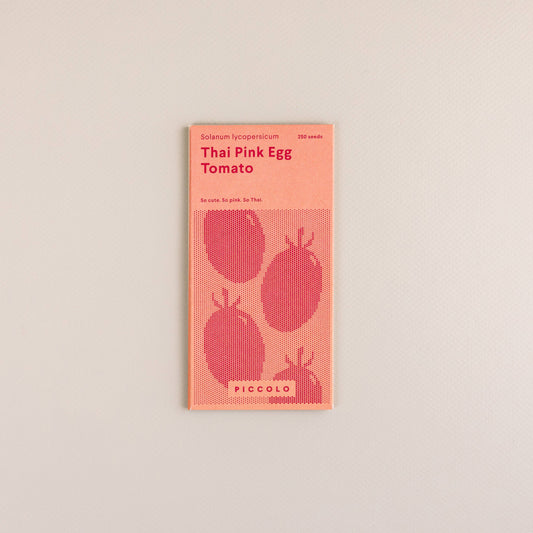 Solanum lycopersicum 250 seeds
Thai Pink Egg
Tomato
So cute. So pink. So Thai.
PICCOLO